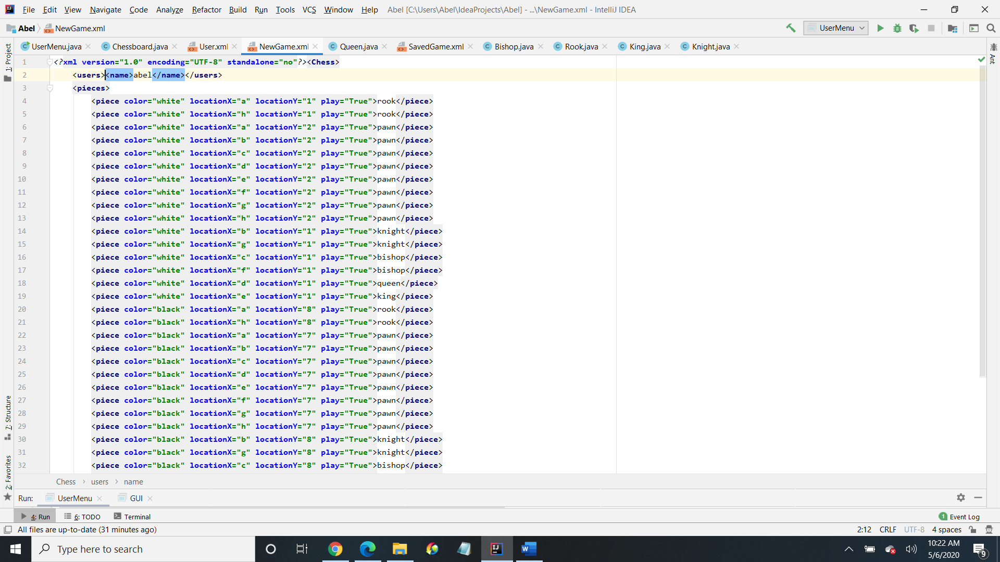 File Edit View Navigate Code Analyze Refactor Build Run Tools VCS Window Help Abel [C:\Users\Abel\IdeaProjects\Abel] - ...\NewGame.xml - IntelliJ IDEA
Abel NewGame.xml UserMenu
UserMenu.java Chessboard.java User.xml NewGame.xml Queen.java SavedGame.xml Bishop.java Rook.java King.java Knight.java
1: Project
Ant
1 <?xml version="1.0" encoding="UTF-8" standalone="no"?><Chess>
2 <users><name>abel</name></users>
3 <pieces>
4 <piece color="white" locationX="a" locationY="1" play="True">rook</piece>
5 <piece color="white" locationX="h" locationY="1" play="True">rook</piece>
6 <piece color="white" locationX="a" locationY="2" play="True">pawn</piece>
7 <piece color="white" locationX="b" locationY="2" play="True">pawn</piece>
8 <piece color="white" locationX="c" locationY="2" play="True">pawn</piece>
9 <piece color="white" locationX="d" locationY="2" play="True">pawn</piece>
10 <piece color="white" locationX="e" locationY="2" play="True">pawn</piece>
11 <piece color="white" locationX="f" locationY="2" play="True">pawn</piece>
12 <piece color="white" locationX="g" locationY="2" play="True">pawn</piece>
13 <piece color="white" locationX="h" locationY="2" play="True">pawn</piece>
14 <piece color="white" locationX="b" locationY="1" play="True">knight</piece>
15 <piece color="white" locationX="g" locationY="1" play="True">knight</piece>
16 <piece color="white" locationX="c" locationY="1" play="True">bishop</piece>
17 <piece color="white" locationX="f" locationY="1" play="True">bishop</piece>
18 <piece color="white" locationX="d" locationY="1" play="True">queen</piece>
19 <piece color="white" locationX="e" locationY="1" play="True">king</piece>
20 <piece color="black" locationX="a" locationY="8" play="True">rook</piece>
21 <piece color="black" locationX="h" locationY="8" play="True">rook</piece>
22 <piece color="black" locationX="a" locationY="7" play="True">pawn</piece>
23 <piece color="black" locationX="b" locationY="7" play="True">pawn</piece>
24 <piece color="black" locationX="c" locationY="7" play="True">pawn</piece>
25 <piece color="black" locationX="d" locationY="7" play="True">pawn</piece>
26 <piece color="black" locationX="e" locationY="7" play="True">pawn</piece>
27 <piece color="black" locationX="f" locationY="7" play="True">pawn</piece>
28 <piece color="black" locationX="g" locationY="7" play="True">pawn</piece>
29 <piece color="black" locationX="h" locationY="7" play="True">pawn</piece>
30 <piece color="black" locationX="b" locationY="8" play="True">knight</piece>
31 <piece color="black" locationX="g" locationY="8" play="True">knight</piece>
32 <piece color="black" locationX="c" locationY="8" play="True">bishop</piece>
7: Structure
2: Favorites
Chess users name
Run: UserMenu GUI
4: Run 6: TODO Terminal 1 Event Log
All files are up-to-date (31 minutes ago) 2:12 CRLF UTF-8 4 spaces
Type here to search
10:22 AM
5/6/2020
9